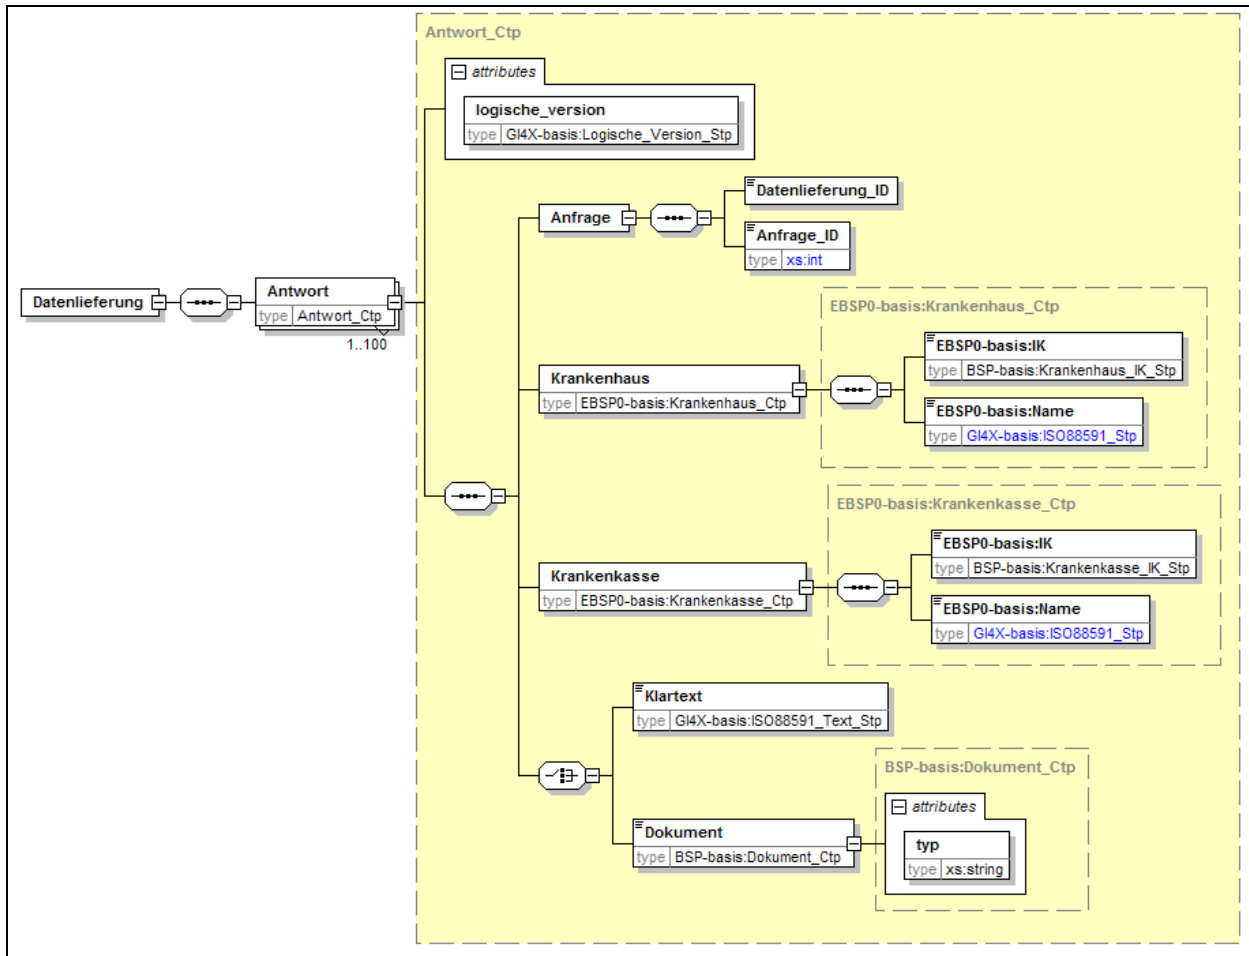 Antwort_Ctp
attributes
logische_version
type GI4X-basis:Logische_Version_Stp
Datenlieferung_ID
Anfrage
Anfrage_ID
type xs:int
Datenlieferung
Antwort
type Antwort_Ctp
1..100
EBSP0-basis:Krankenhaus_Ctp
EBSP0-basis:IK
type BSP-basis:Krankenhaus_IK_Stp
Krankenhaus
type EBSP0-basis:Krankenhaus_Ctp
EBSP0-basis:Name
type GI4X-basis:ISO88591_Stp
EBSP0-basis:Krankenkasse_Ctp
EBSP0-basis:IK
type BSP-basis:Krankenkasse_IK_Stp
Krankenkasse
type EBSP0-basis:Krankenkasse_Ctp
EBSP0-basis:Name
type GI4X-basis:ISO88591_Stp
Klartext
type GI4X-basis:ISO88591_Text_Stp
BSP-basis:Dokument_Ctp
attributes
Dokument
type BSP-basis:Dokument_Ctp
typ
type xs:string